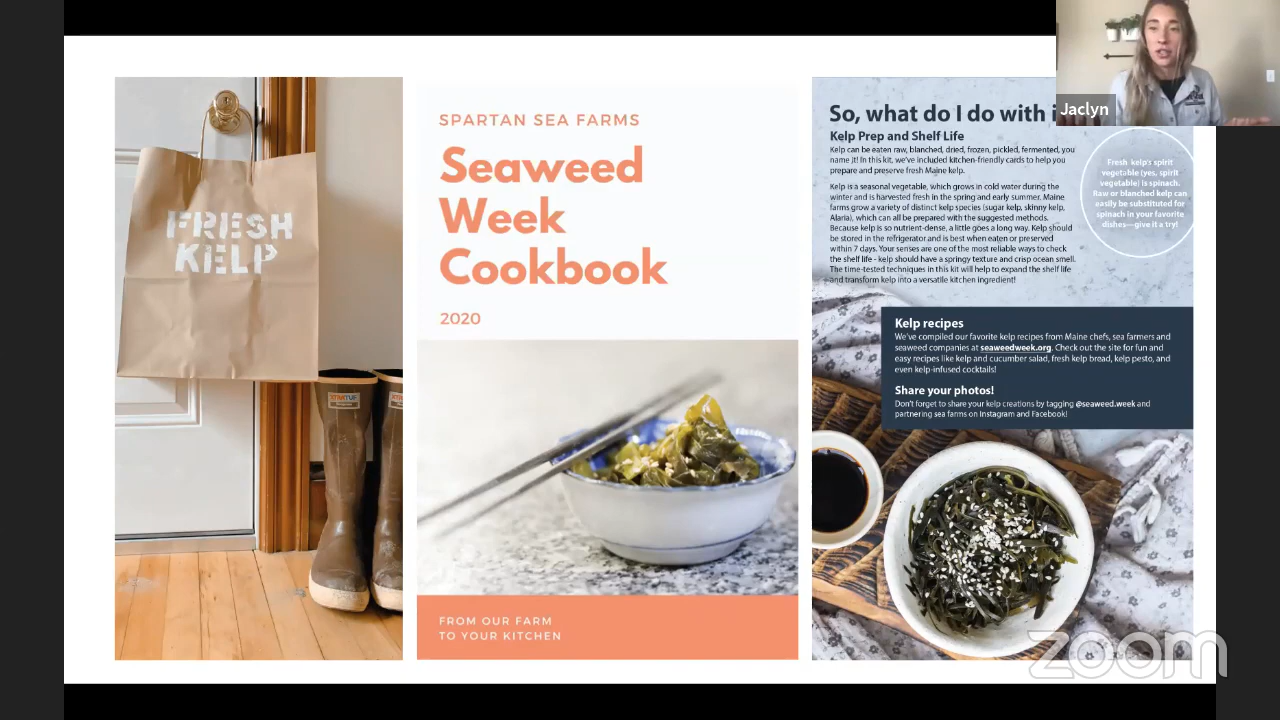 FRESH
KELP
XTRATUF
SPARTAN SEA FARMS
Seaweed
Week
Cookbook
2020
FROM OUR FARM
TO YOUR KITCHEN
So, what do I do with i
Kelp Prep and Shelf Life
Kelp can be eaten raw, blanched, dried, frozen, pickled, fermented, you
name it! In this kit, we've included kitchen-friendly cards to help you
prepare and preserve fresh Maine kelp.
Kelp is a seasonal vegetable, which grows in cold water during the
winter and is harvested fresh in the spring and early summer. Maine
farms grow a variety of distinct kelp species (sugar kelp, skinny kelp,
Alaria), which can all be prepared with the suggested methods.
Because kelp is so nutrient-dense, a little goes a long way. Kelp should
be stored in the refrigerator and is best when eaten or preserved
within 7 days. Your senses are one of the most reliable ways to check
the shelf life - kelp should have a springy texture and crisp ocean smell.
The time-tested techniques in this kit will help to expand the shelf life
and transform kelp into a versatile kitchen ingredient!
Fresh kelp's spirit
vegetable (yes, spirit
vegetable) is spinach.
Raw or blanched kelp can
easily be substituted for
spinach in your favorite
dishes—give it a try!
Kelp recipes
We've compiled our favorite kelp recipes from Maine chefs, sea farmers and
seaweed companies at seaweedweek.org. Check out the site for fun and
easy recipes like kelp and cucumber salad, fresh kelp bread, kelp pesto, and
even kelp-infused cocktails!
Share your photos!
Don't forget to share your kelp creations by tagging @seaweed.week and
partnering sea farms on Instagram and Facebook!
Jaclyn
zoom